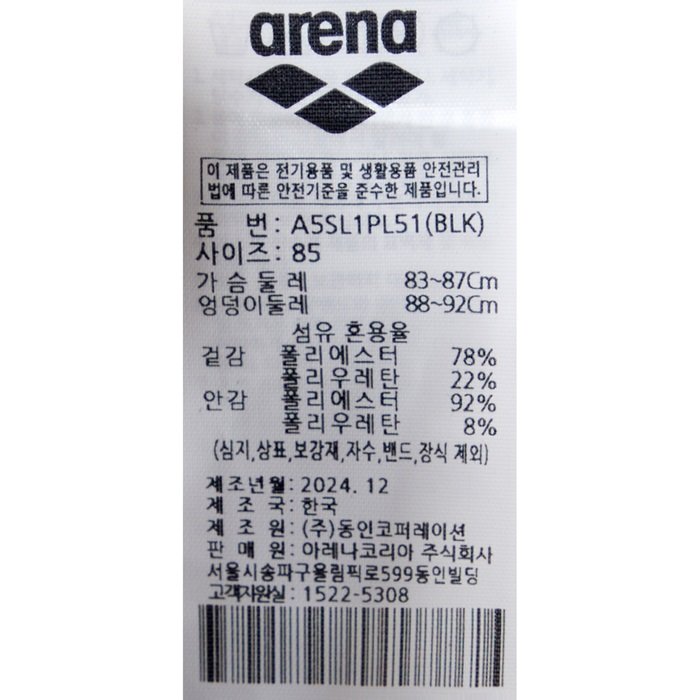 arena
이 제품은 전기용품 및 생활용품 안전관리
법에 따른 안전기준을 준수한 제품입니다.
품 번: A5SL1PL51(BLK)
사이즈: 85
가슴둘레 83~87Cm
엉덩이둘레 88~92Cm
섬유 혼용율
겉감 폴리에스터 78%
폴리우레탄 22%
안감 폴리에스터 92%
폴리우레탄 8%
(심지,상표,보강재,자수,밴드,장식 제외)
제조년월: 2024. 12
제 조 국: 한국
제 조 원: (주)동인코퍼레이션
판 매 원: 아레나코리아 주식회사
서울시송파구올림픽로599동인빌딩
고객지원실: 1522-5308